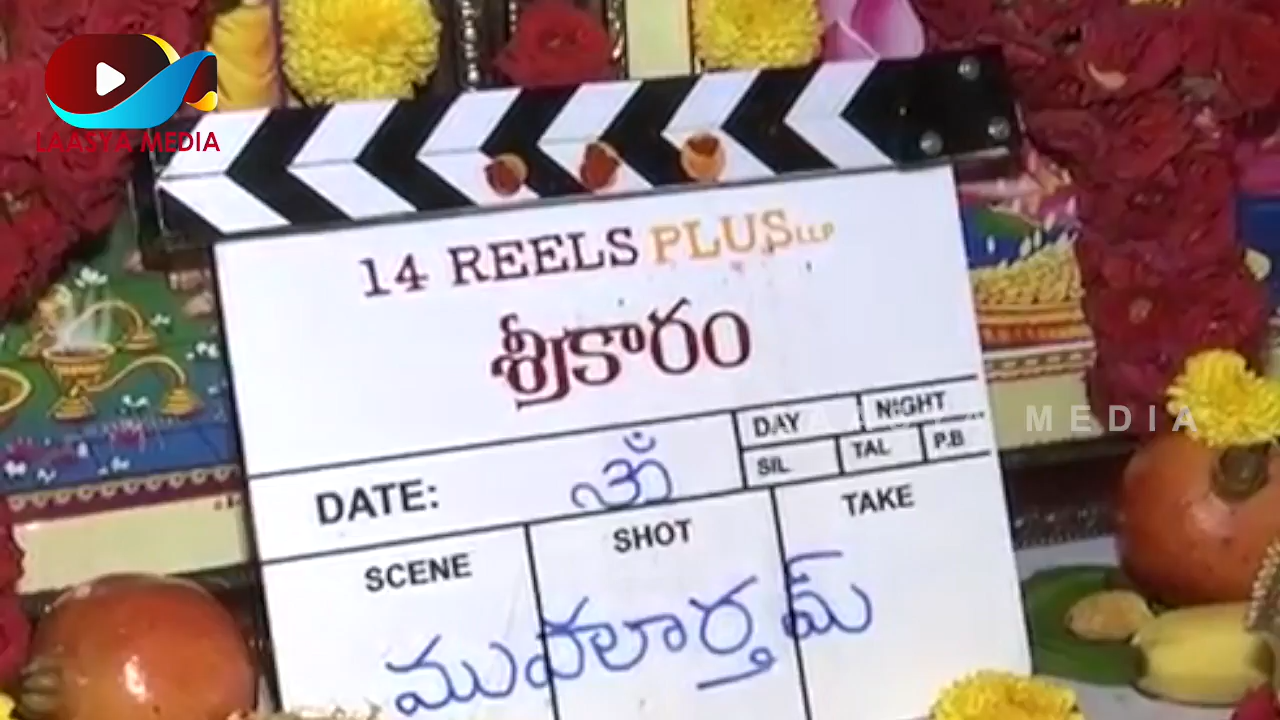 LAASYA MEDIA
14 REELS PLUS LLP
శ్రీకారం
DAY
NIGHT
SIL
TAL
P.B
DATE:
ఓం
SCENE
SHOT
TAKE
ముహూర్తమ్
MEDIA